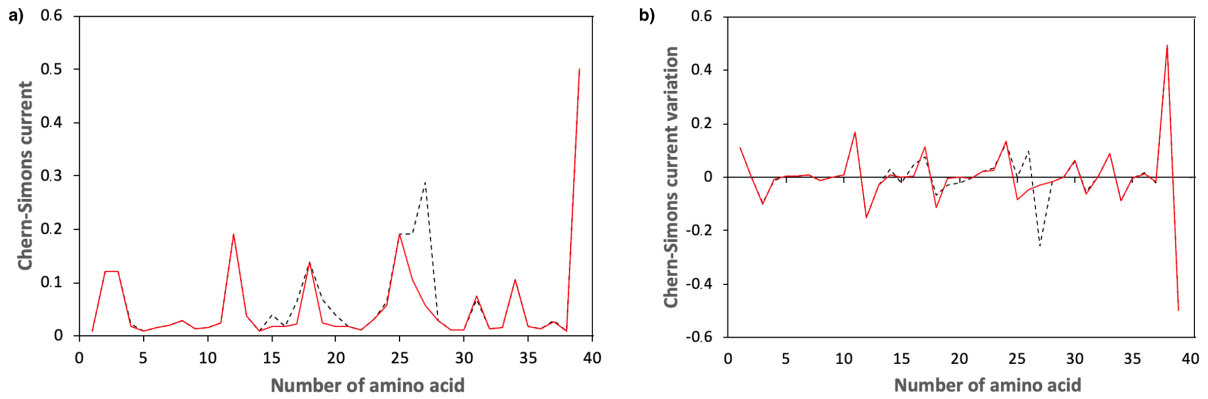 a)
Chern-Simons current
0.6
0.5
0.4
0.3
0.2
0.1
0
0 5 10 15 20 25 30 35 40
Number of amino acid
b)
Chern-Simons current variation
0.6
0.4
0.2
0
-0.2
-0.4
-0.6
0 5 10 15 20 25 30 35 40
Number of amino acid